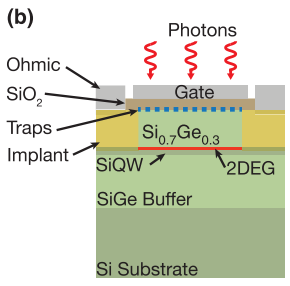 (b)
Photons
Ohmic
Gate
SiO2
Traps
Si0.7Ge0.3
Implant
SiQW
2DEG
SiGe Buffer
Si Substrate